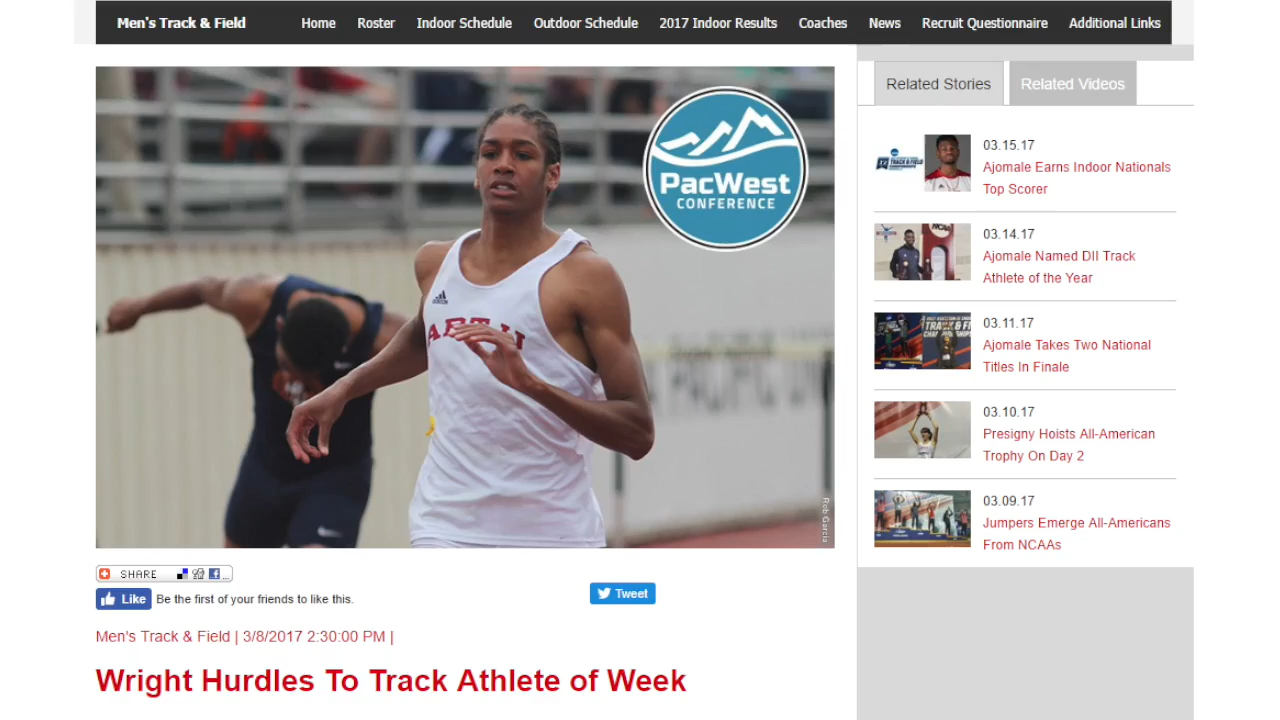 Men's Track & Field
Home
Roster
Indoor Schedule
Outdoor Schedule
2017 Indoor Results
Coaches
News
Recruit Questionnaire
Additional Links
PacWest
CONFERENCE
ART U
Rob Garcia
Related Stories
Related Videos
03.15.17
Ajomale Earns Indoor Nationals
Top Scorer
03.14.17
Ajomale Named DII Track
Athlete of the Year
03.11.17
Ajomale Takes Two National
Titles In Finale
03.10.17
Presigny Hoists All-American
Trophy On Day 2
03.09.17
Jumpers Emerge All-Americans
From NCAAs
SHARE
...
Like
Be the first of your friends to like this.
Tweet
Men's Track & Field | 3/8/2017 2:30:00 PM |
Wright Hurdles To Track Athlete of Week